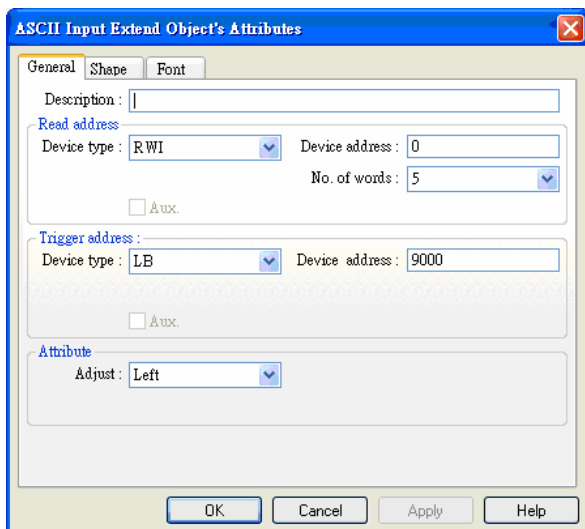 ASCII Input Extend Object's Attributes
General Shape Font
Description :
Read address
Device type : RWI Device address : 0
No. of words : 5
Aux.
Trigger address :
Device type : LB Device address : 9000
Aux.
Attribute
Adjust : Left
OK Cancel Apply Help